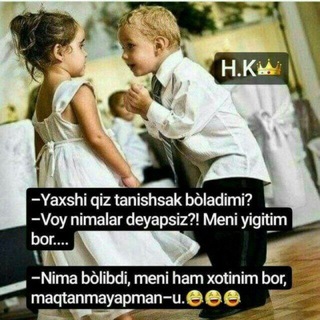 H.K👑
–Yaxshi qiz tanishsak bòladimi?
–Voy nimalar deyapsiz?! Meni yigitim
bor....
–Nima bòlibdi, meni ham xotinim bor,
maqtanmayapman–u.😄😂😂